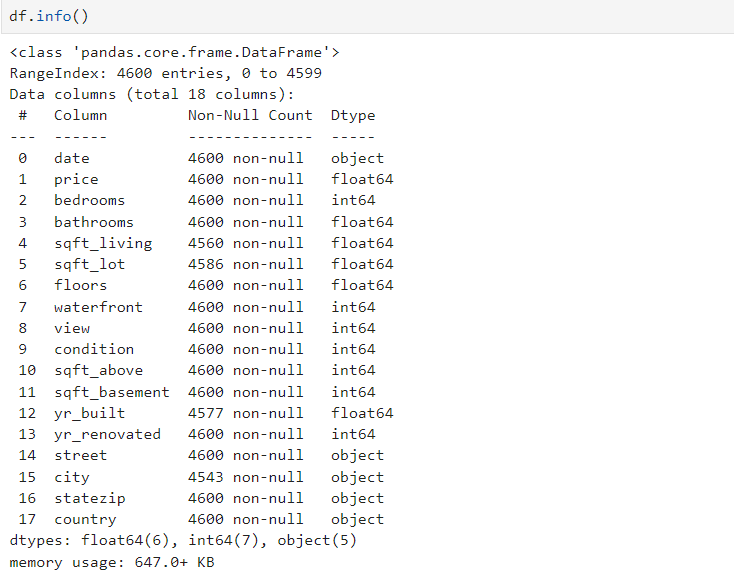 df.info()
<class 'pandas.core.frame.DataFrame'>
RangeIndex: 4600 entries, 0 to 4599
Data columns (total 18 columns):
 #   Column         Non-Null Count  Dtype
---  ------         --------------  -----
 0   date           4600 non-null   object
 1   price          4600 non-null   float64
 2   bedrooms       4600 non-null   int64
 3   bathrooms      4600 non-null   float64
 4   sqft_living    4560 non-null   float64
 5   sqft_lot       4586 non-null   float64
 6   floors         4600 non-null   float64
 7   waterfront     4600 non-null   int64
 8   view           4600 non-null   int64
 9   condition      4600 non-null   int64
 10  sqft_above     4600 non-null   int64
 11  sqft_basement  4600 non-null   int64
 12  yr_built       4577 non-null   float64
 13  yr_renovated   4600 non-null   int64
 14  street         4600 non-null   object
 15  city           4543 non-null   object
 16  statezip       4600 non-null   object
 17  country        4600 non-null   object
dtypes: float64(6), int64(7), object(5)
memory usage: 647.0+ KB